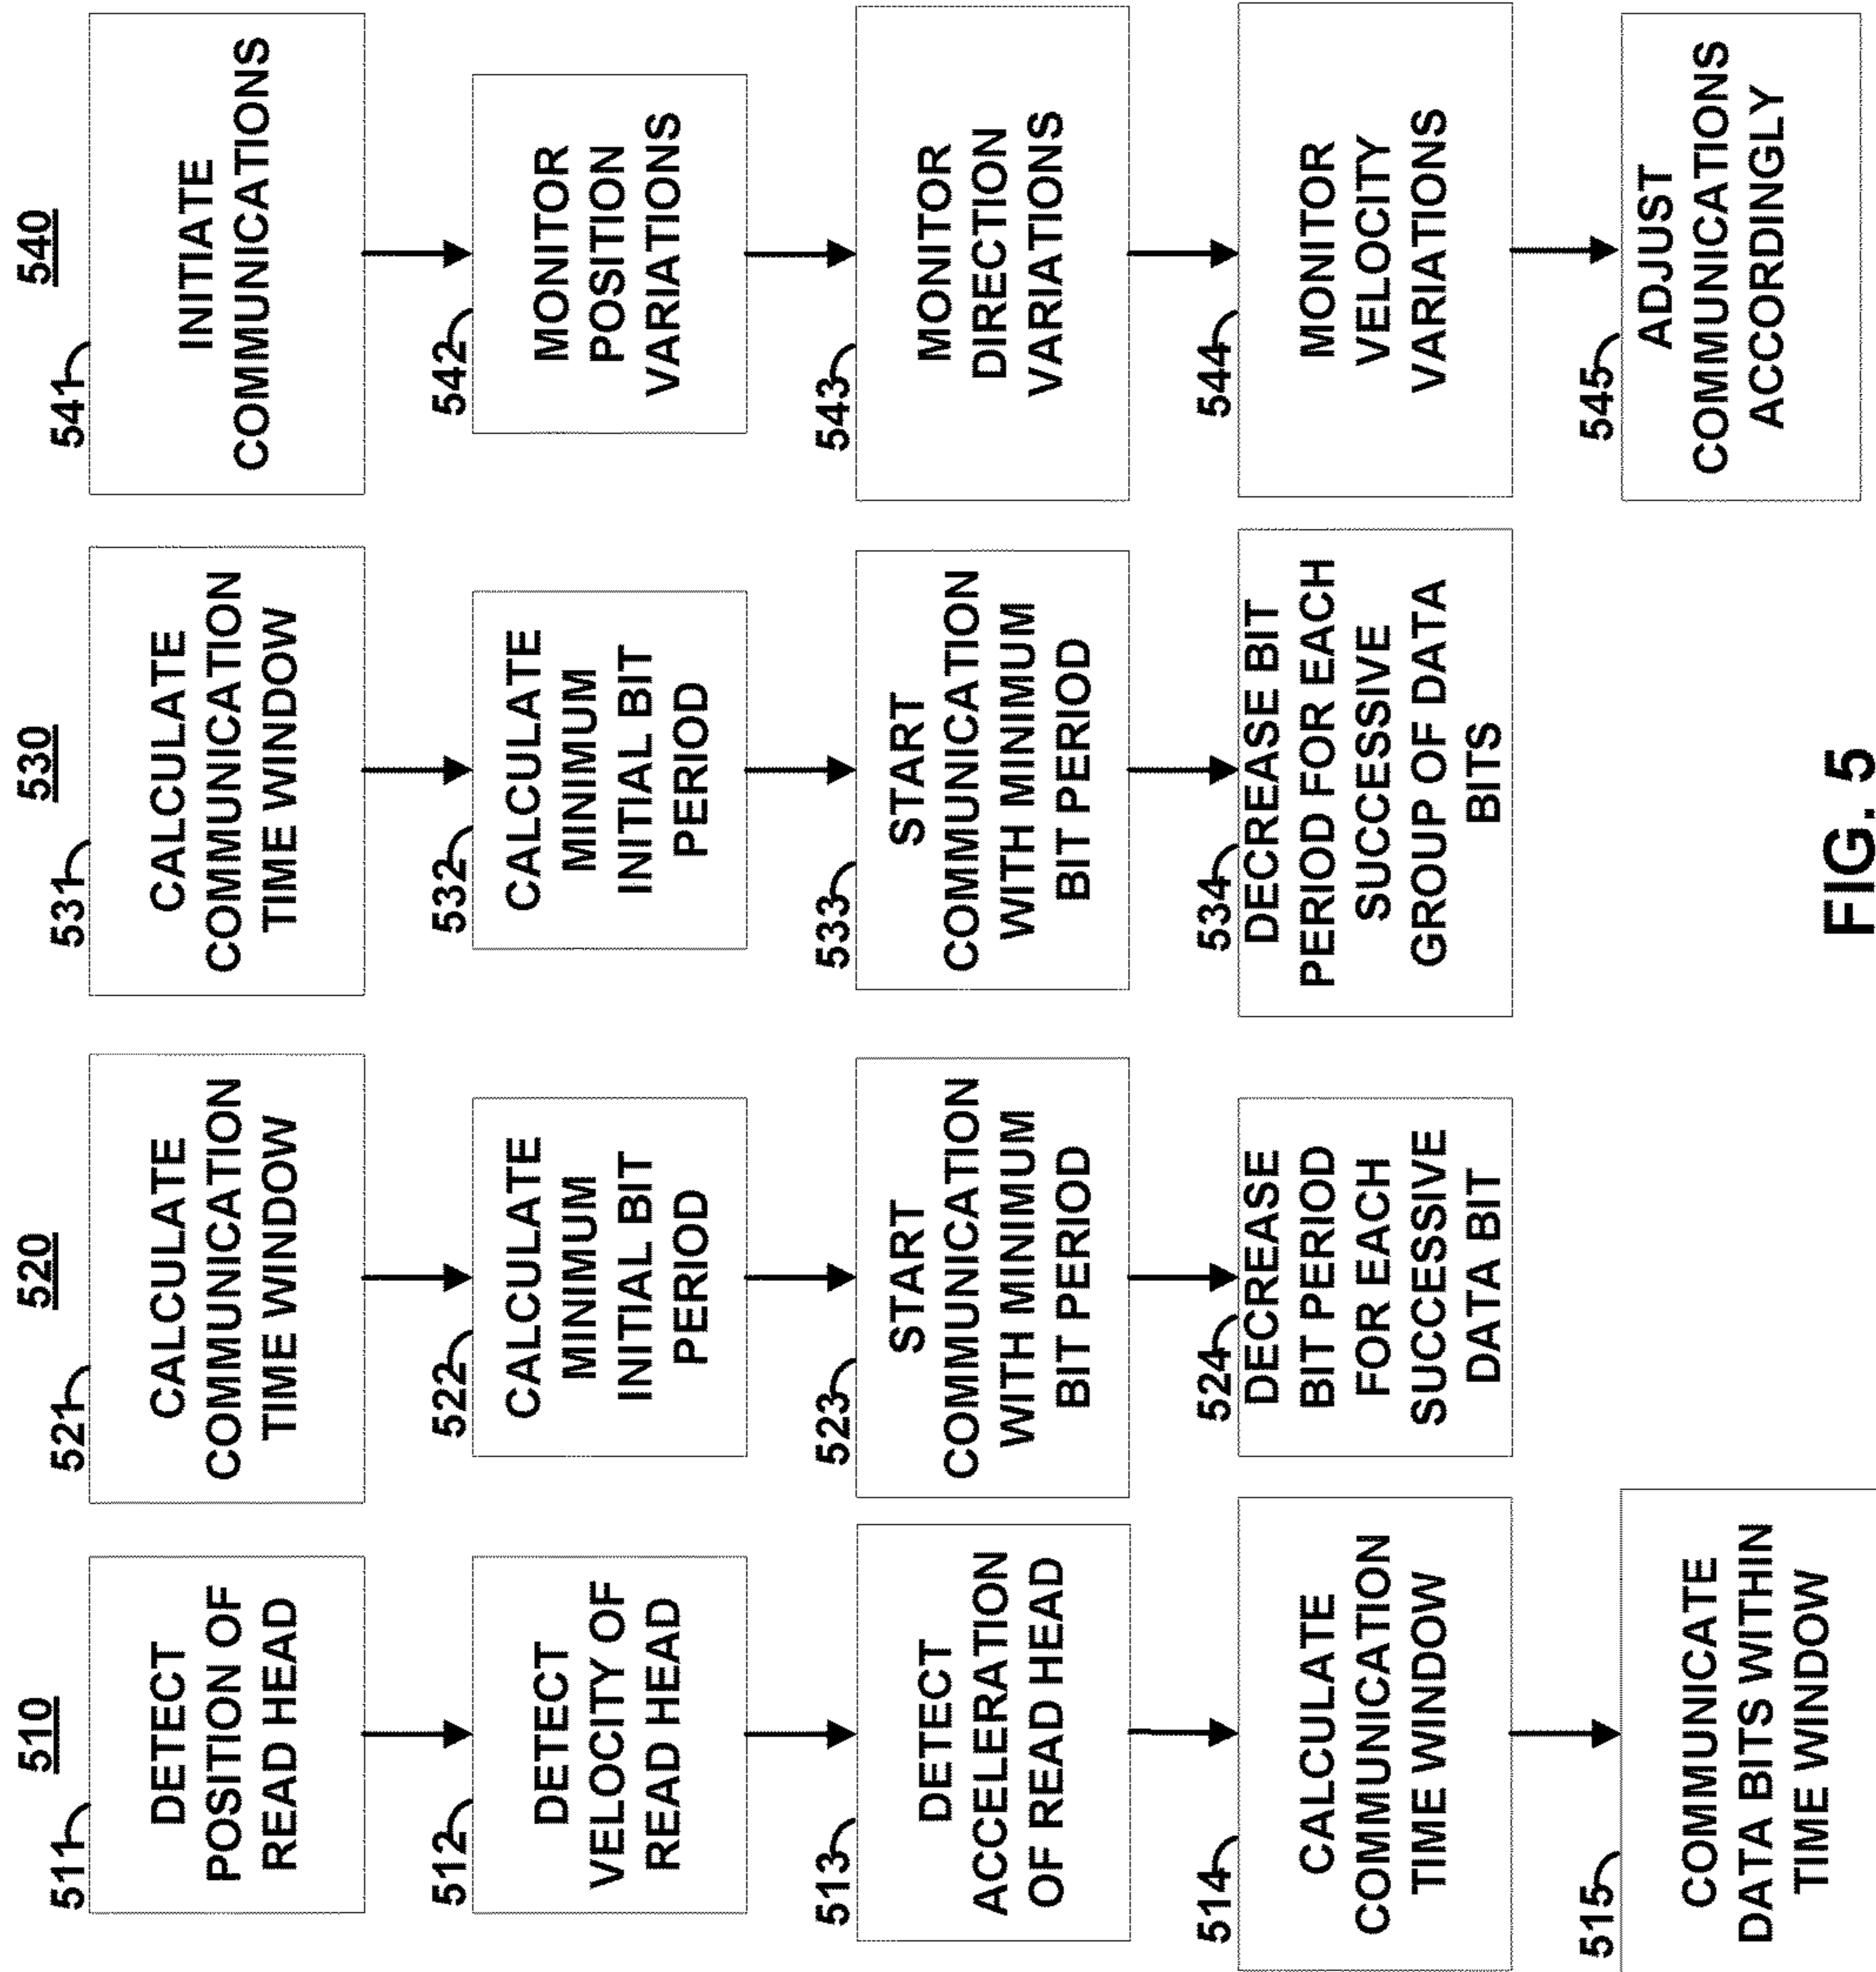 510
511
DETECT
POSITION OF
READ HEAD
512
DETECT
VELOCITY OF
READ HEAD
513
DETECT
ACCELERATION
OF READ HEAD
514
CALCULATE
COMMUNICATION
TIME WINDOW
515
COMMUNICATE
DATA BITS WITHIN
TIME WINDOW
520
521
CALCULATE
COMMUNICATION
TIME WINDOW
522
CALCULATE
MINIMUM
INITIAL BIT
PERIOD
523
START
COMMUNICATION
WITH MINIMUM
BIT PERIOD
524
DECREASE
BIT PERIOD
FOR EACH
SUCCESSIVE
DATA BIT
530
531
CALCULATE
COMMUNICATION
TIME WINDOW
532
CALCULATE
MINIMUM
INITIAL BIT
PERIOD
533
START
COMMUNICATION
WITH MINIMUM
BIT PERIOD
534
DECREASE BIT
PERIOD FOR EACH
SUCCESSIVE
GROUP OF DATA
BITS
540
541
INITIATE
COMMUNICATIONS
542
MONITOR
POSITION
VARIATIONS
543
MONITOR
DIRECTION
VARIATIONS
544
MONITOR
VELOCITY
VARIATIONS
545
ADJUST
COMMUNICATIONS
ACCORDINGLY
FIG. 5